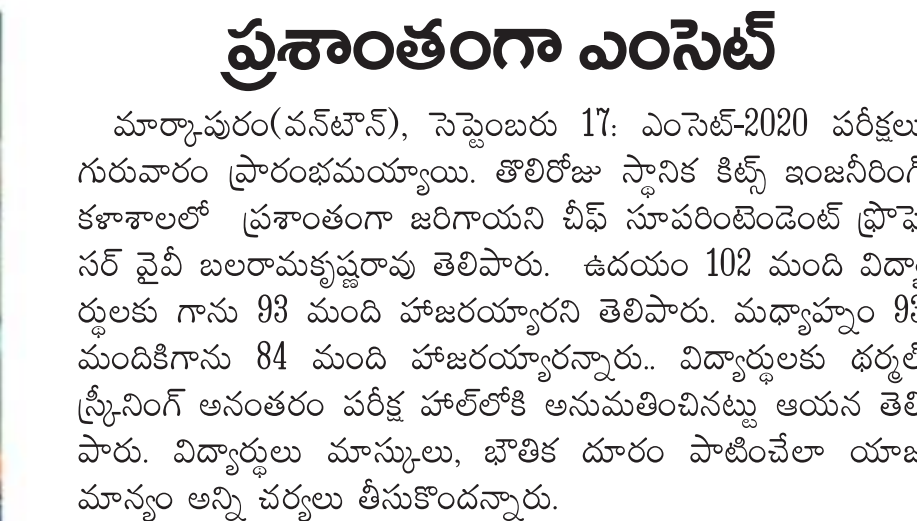 ప్రశాంతంగా ఎంసెట్
మార్కాపురం(వన్‌టౌన్), సెప్టెంబరు 17: ఎంసెట్-2020 పరీక్షలు
గురువారం ప్రారంభమయ్యాయి. తొలిరోజు స్థానిక కిట్స్ ఇంజనీరింగ్
కళాశాలలో ప్రశాంతంగా జరిగాయని చీఫ్ సూపరింటెండెంట్ ఫ్రొఫె
సర్ వైవీ బలరామకృష్ణరావు తెలిపారు. ఉదయం 102 మంది విద్యా
ర్థులకు గాను 93 మంది హాజరయ్యారని తెలిపారు. మధ్యాహ్నం
మందికిగాను 84 మంది హాజరయ్యారన్నారు.. విద్యార్థులకు థర్మల్
స్క్రీనింగ్ అనంతరం పరీక్ష హాల్‌లోకి అనుమతించినట్టు ఆయన తెలి
పారు. విద్యార్థులు మాస్కులు, భౌతిక దూరం పాటించేలా యాజ
మాన్యం అన్ని చర్యలు తీసుకొందన్నారు.